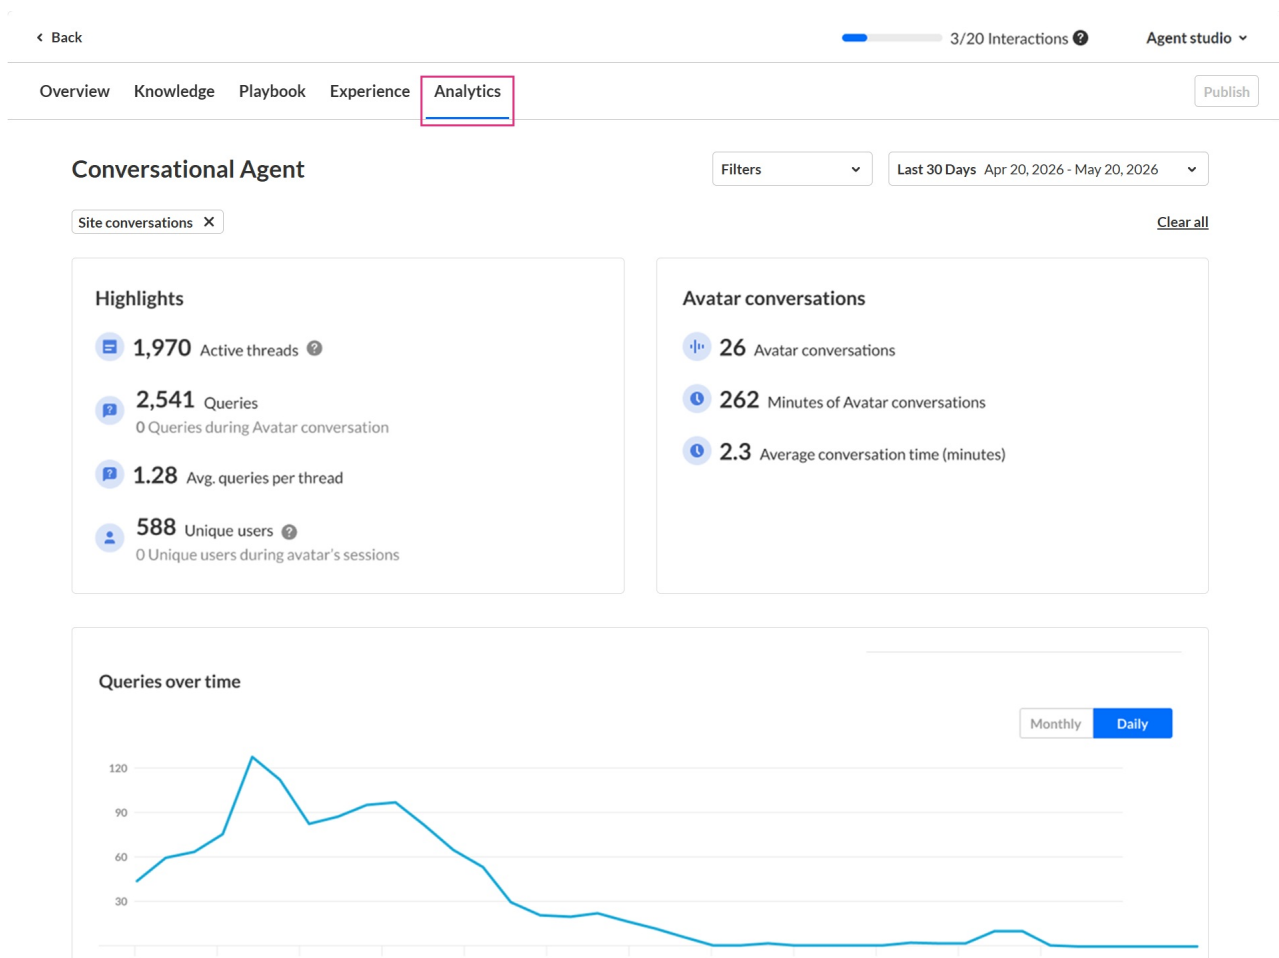 Back
3/20 Interactions ?
Agent studio
Overview Knowledge Playbook Experience Analytics
Publish
Conversational Agent
Filters
Last 30 Days Apr 20, 2026 - May 20, 2026
Site conversations ✕
Clear all
Highlights
1,970 Active threads ?
2,541 Queries
0 Queries during Avatar conversation
1.28 Avg. queries per thread
588 Unique users ?
0 Unique users during avatar's sessions
Avatar conversations
26 Avatar conversations
262 Minutes of Avatar conversations
2.3 Average conversation time (minutes)
Queries over time
Monthly Daily
120
90
60
30